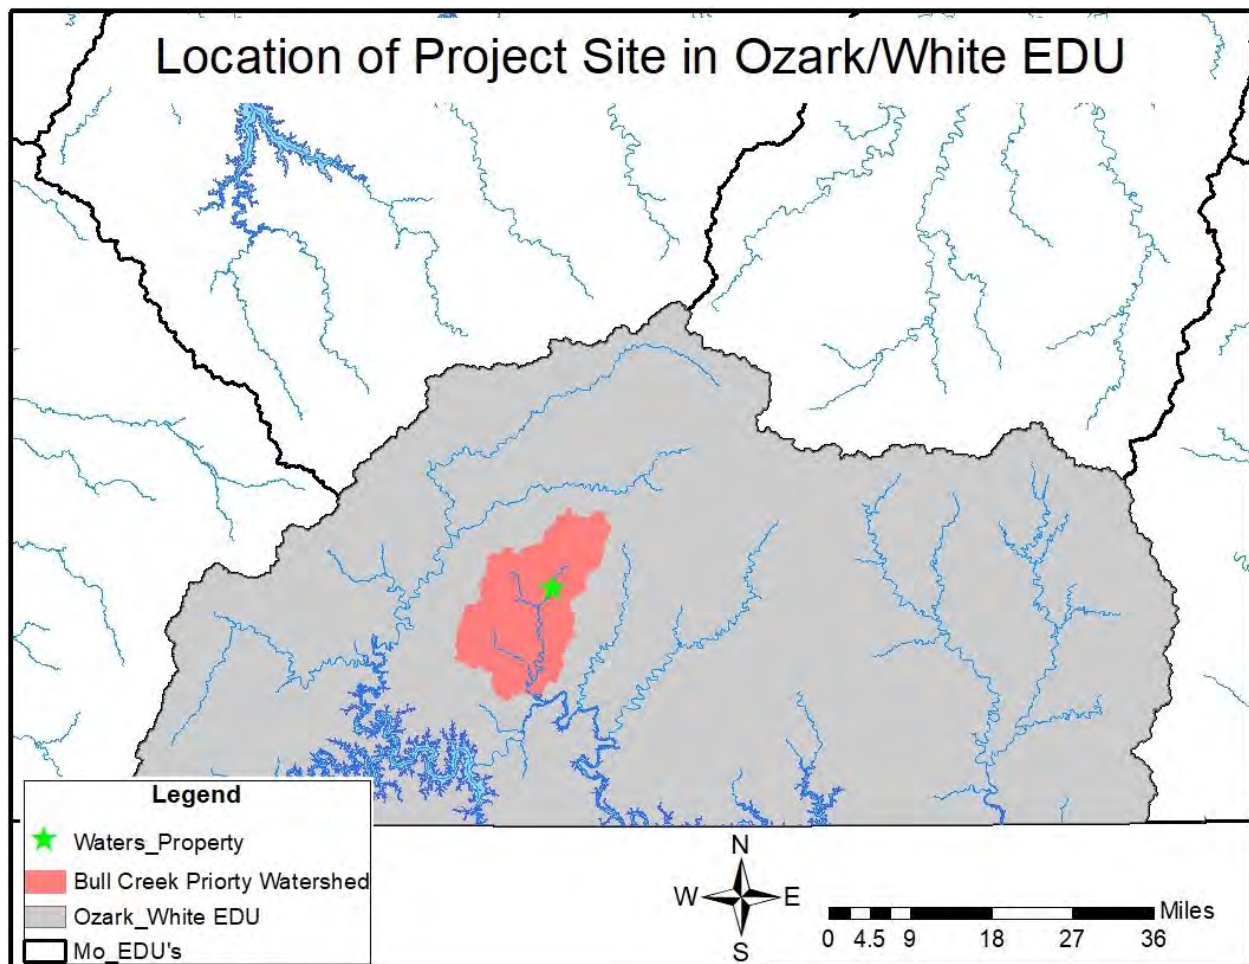 Location of Project Site in Ozark/White EDU
Legend
Waters_Property
Bull Creek Priorty Watershed
Ozark_White EDU
Mo_EDU's
N
W E
S
Miles
0 4.5 9 18 27 36